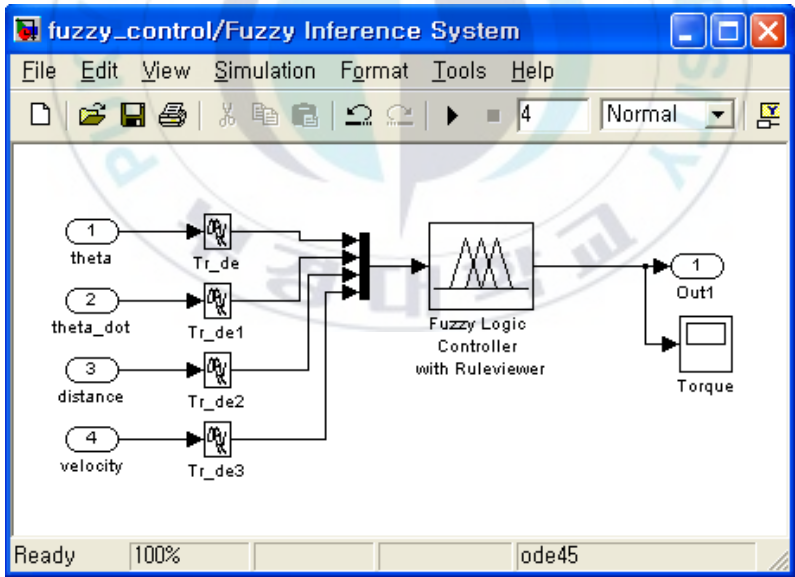 fuzzy_control/Fuzzy Inference System
File Edit View Simulation Format Tools Help
4 Normal
1
theta
Tr_de
2
theta_dot
Tr_de1
3
distance
Tr_de2
4
velocity
Tr_de3
Fuzzy Logic
Controller
with Ruleviewer
1
Out1
Torque
Ready 100% ode45